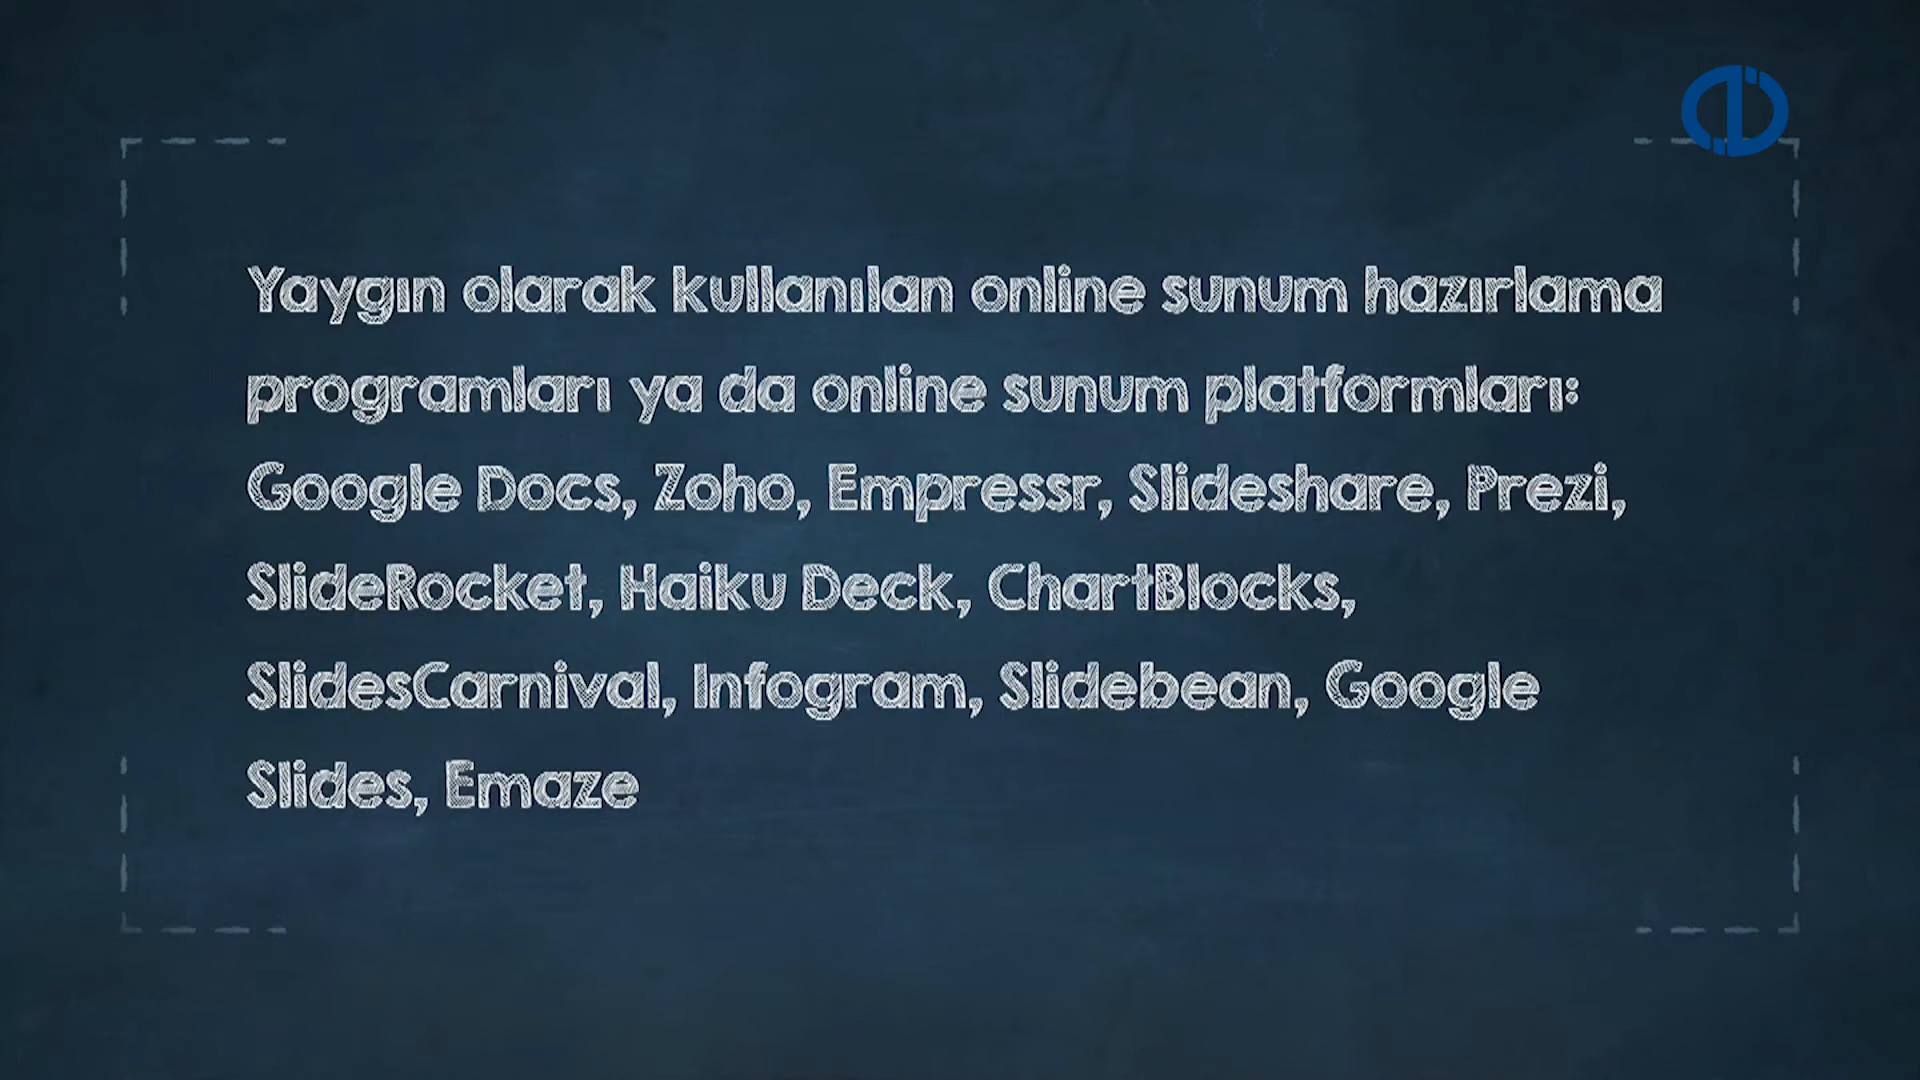 Yaygın olarak kullanılan online sunum hazırlama
programları ya da online sunum platformları:
Google Docs, Zoho, Empressr, Slideshare, Prezi,
SlideRocket, Haiku Deck, ChartBlocks,
SlidesCarnival, Infogram, Slidebean, Google
Slides, Emaze